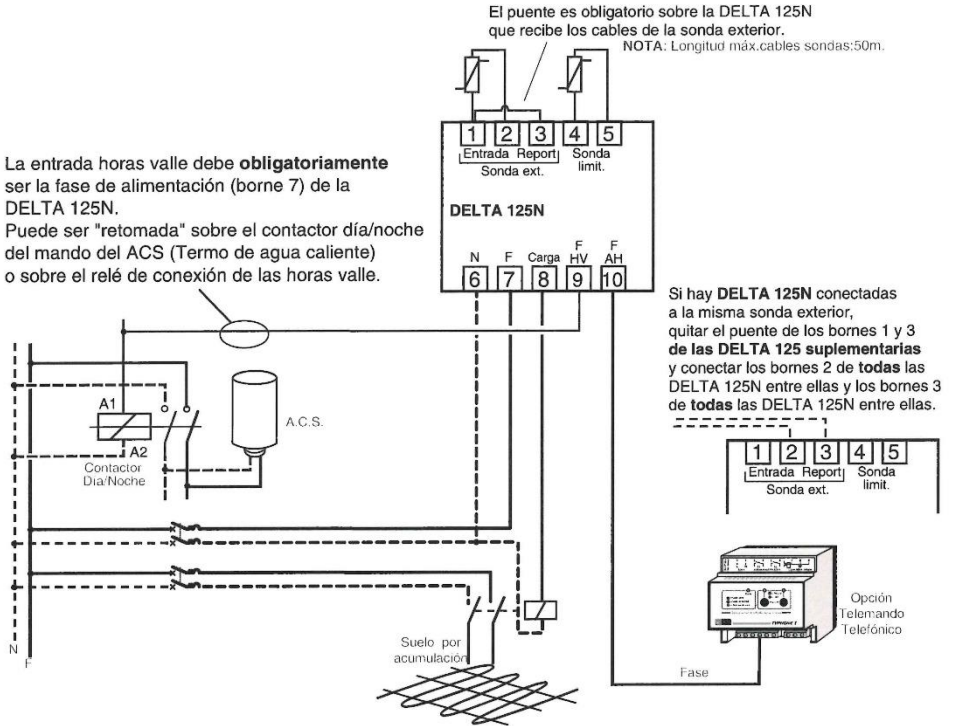 El puente es obligatorio sobre la DELTA 125N
que recibe los cables de la sonda exterior.
NOTA: Longitud máx.cables sondas:50m.
1 2 3 4 5
Entrada Report Sonda
Sonda ext. limit.
La entrada horas valle debe obligatoriamente
ser la fase de alimentación (borne 7) de la
DELTA 125N.
Puede ser "retomada" sobre el contactor día/noche
del mando del ACS (Termo de agua caliente)
o sobre el relé de conexión de las horas valle.
DELTA 125N
F F
N F Carga HV AH
6 7 8 9 10
Si hay DELTA 125N conectadas
a la misma sonda exterior,
quitar el puente de los bornes 1 y 3
de las DELTA 125 suplementarias
y conectar los bornes 2 de todas las
DELTA 125N entre ellas y los bornes 3
de todas las DELTA 125N entre ellas.
A1
A2
Contactor
Dia/Noche
A.C.S.
1 2 3 4 5
Entrada Report Sonda
Sonda ext. limit.
Opción
Telemando
Telefónico
Suelo por
acumulación
Fase
N
F